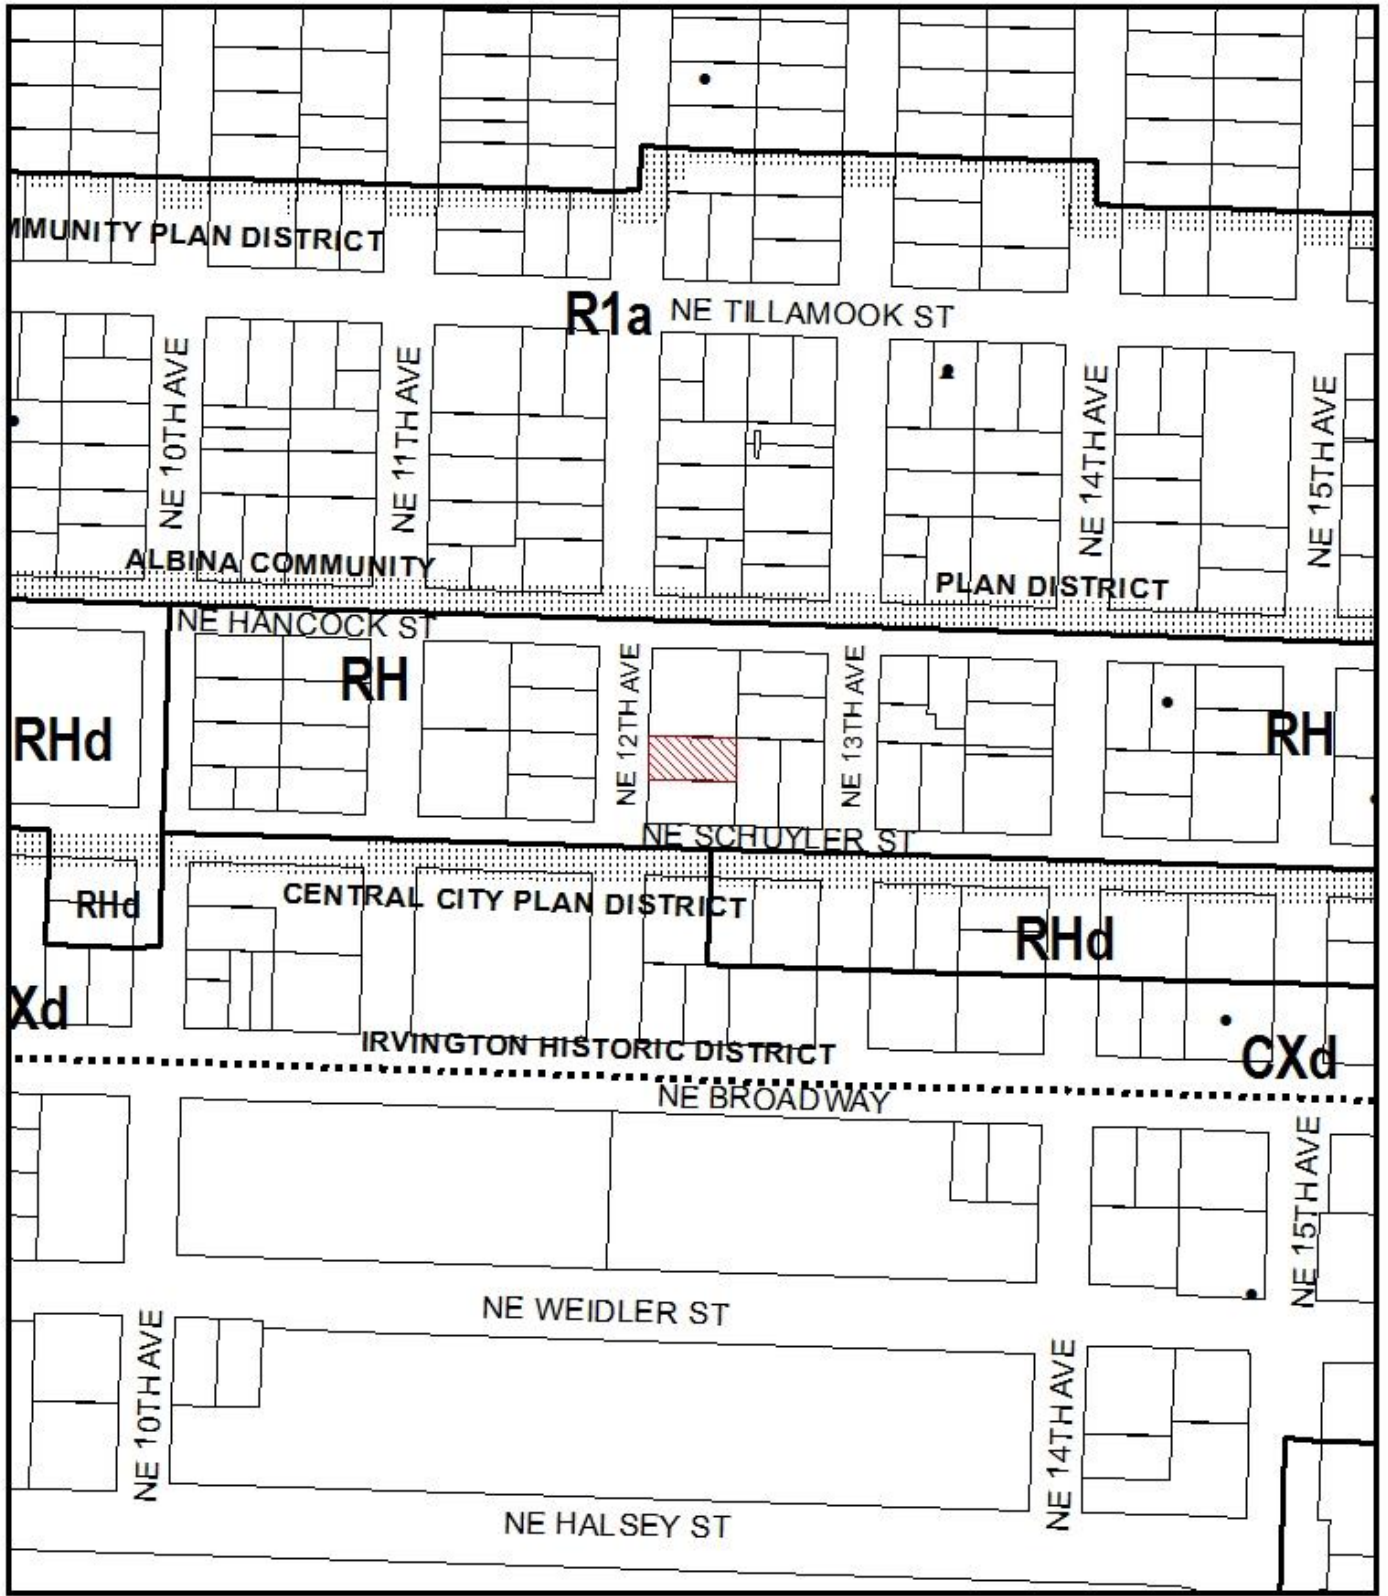 MMUNITY PLAN DISTRICT
R1a
NE TILLAMOOK ST
NE 10TH AVE
NE 11TH AVE
NE 14TH AVE
NE 15TH AVE
ALBINA COMMUNITY
PLAN DISTRICT
NE HANCOCK ST
RH
NE 12TH AVE
NE 13TH AVE
RHd
RH
NE SCHUYLER ST
RHd
CENTRAL CITY PLAN DISTRICT
RHd
Xd
IRVINGTON HISTORIC DISTRICT
CXd
NE BROADWAY
NE 15TH AVE
NE WEIDLER ST
NE 10TH AVE
NE 14TH AVE
NE HALSEY ST